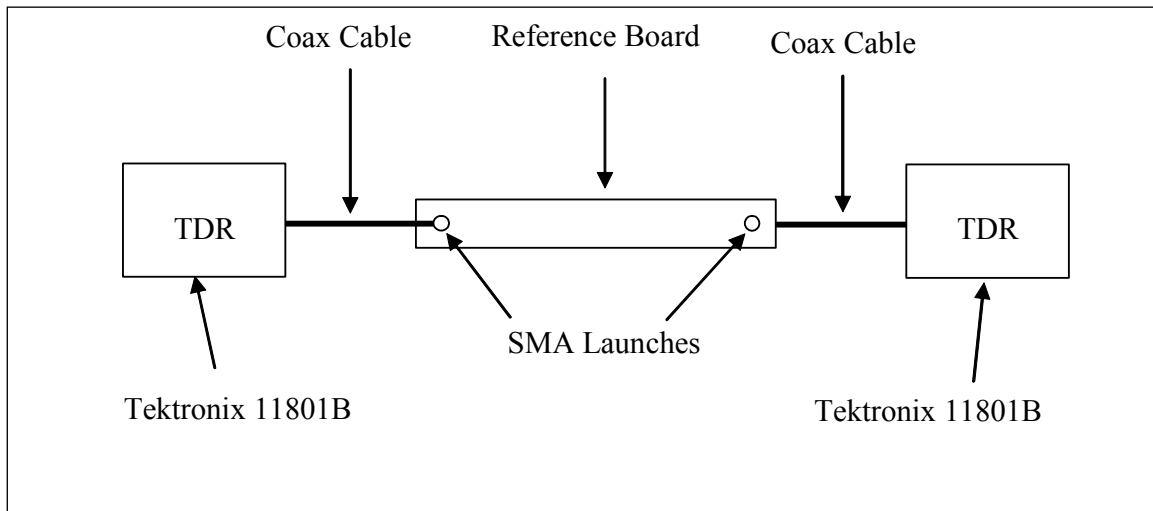 Coax Cable
Reference Board
Coax Cable
TDR
TDR
SMA Launches
Tektronix 11801B
Tektronix 11801B